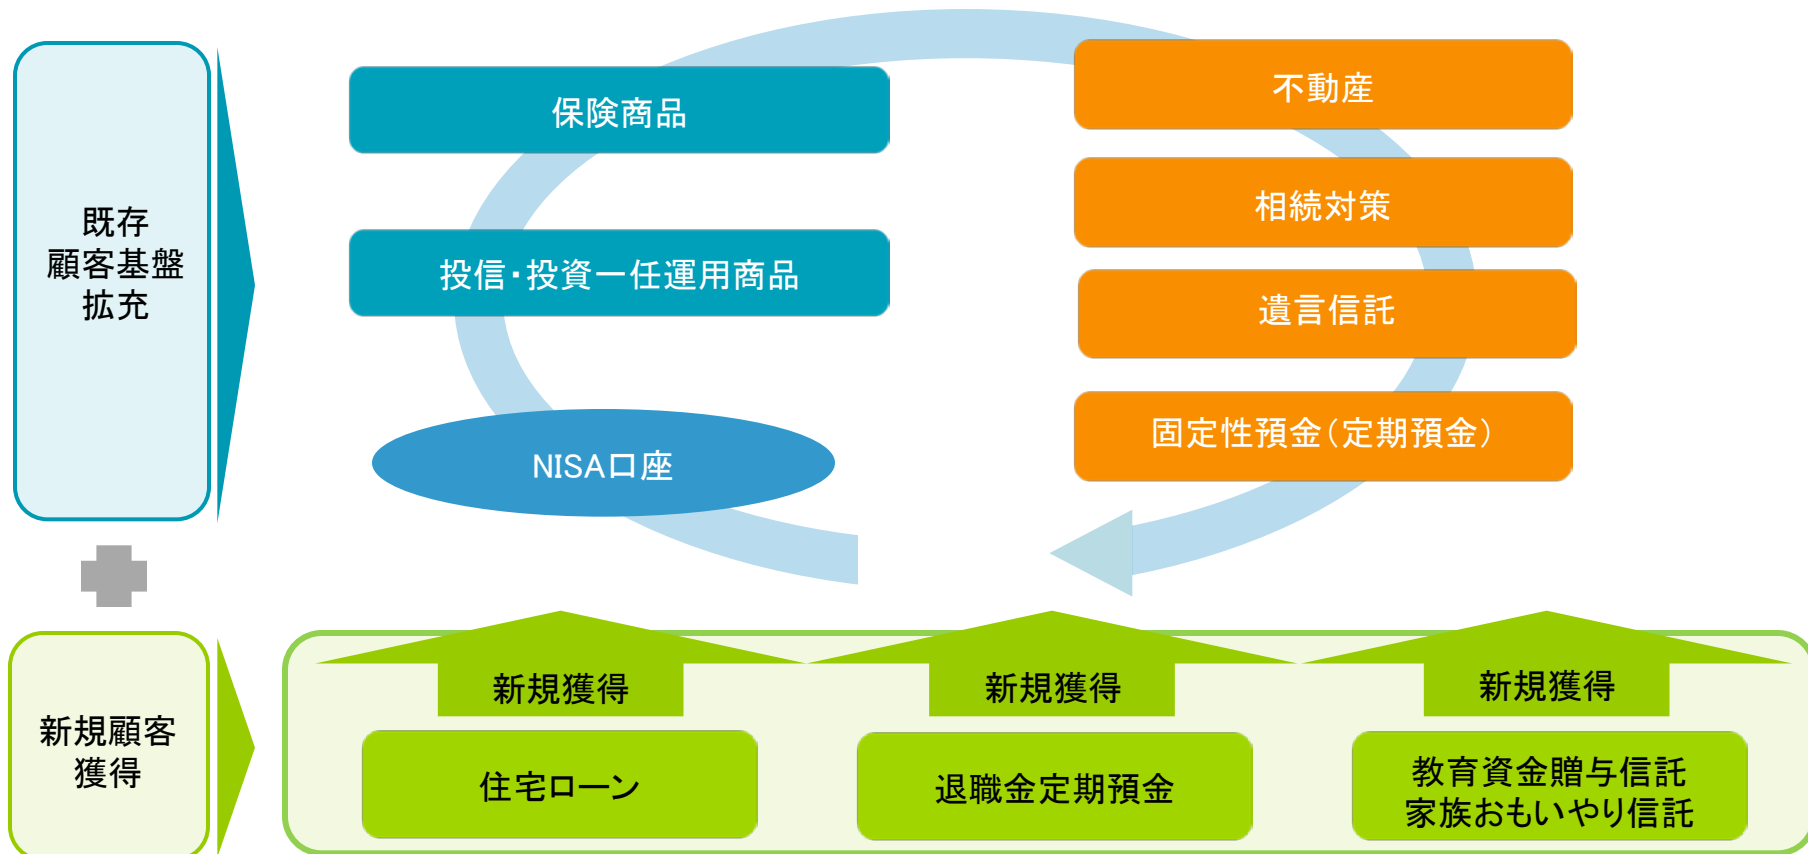 既存
顧客基盤
拡充
保険商品
投信・投資一任運用商品
NISA口座
不動産
相続対策
遺言信託
固定性預金(定期預金)
新規顧客
獲得
新規獲得
新規獲得
新規獲得
住宅ローン
退職金定期預金
教育資金贈与信託
家族おもいやり信託